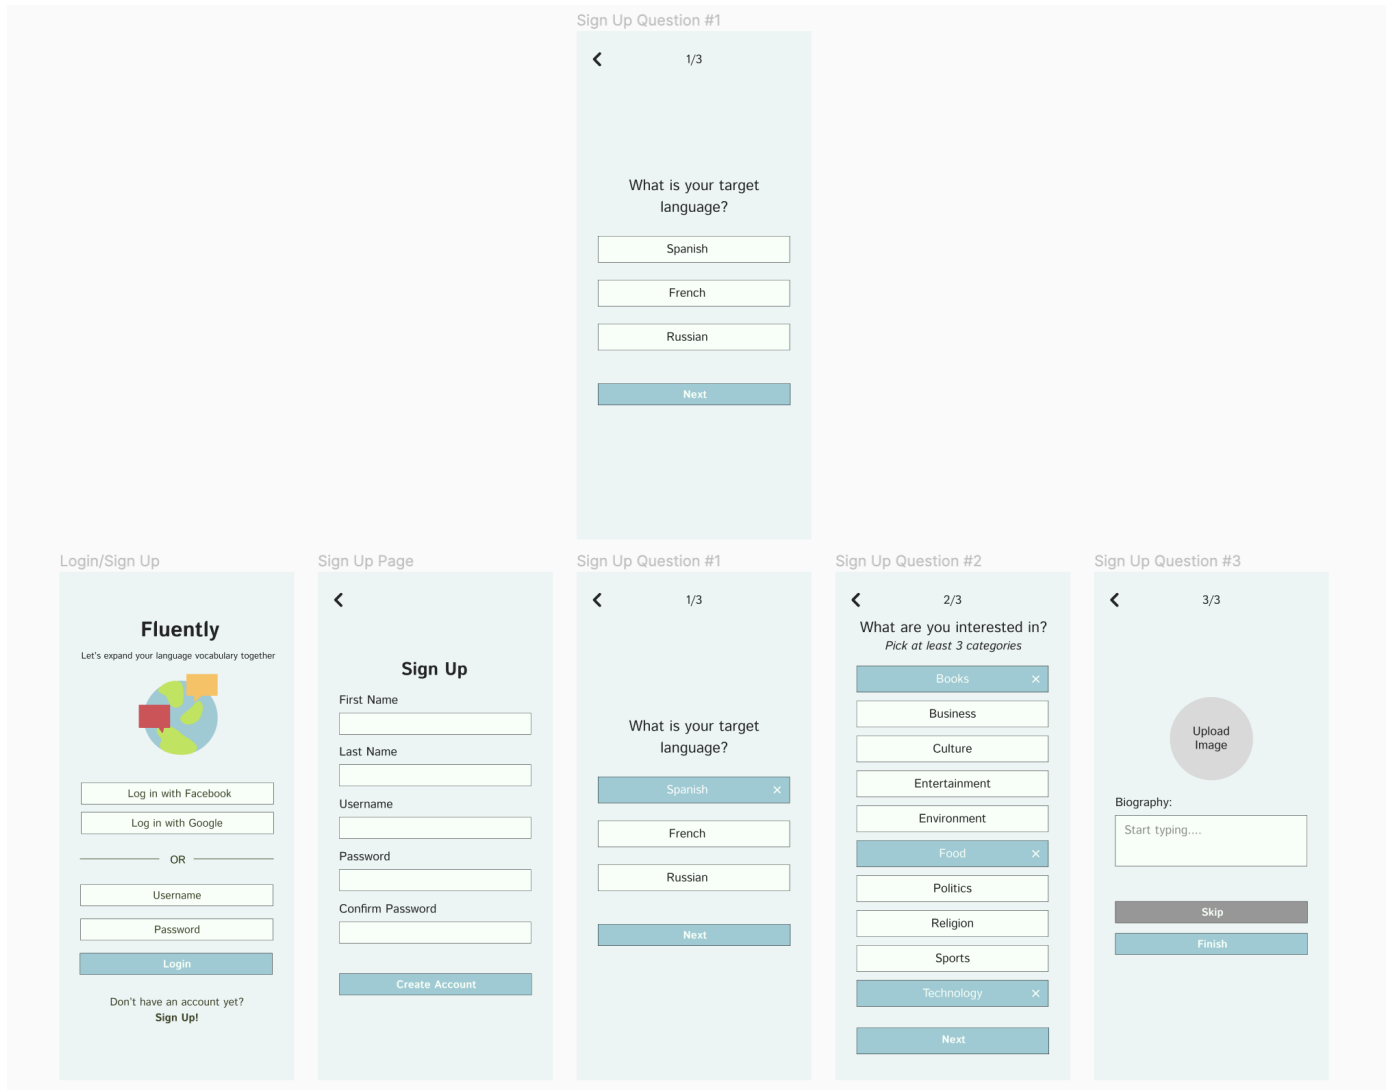 Sign Up Question #1
1/3
What is your target
language?
Spanish
French
Russian
Next
Login/Sign Up
Fluently
Let's expand your language vocabulary together
Log in with Facebook
Log in with Google
OR
Username
Password
Login
Don't have an account yet?
Sign Up!
Sign Up Page
Sign Up
First Name
Last Name
Username
Password
Confirm Password
Create Account
Sign Up Question #1
1/3
What is your target
language?
Spanish ×
French
Russian
Next
Sign Up Question #2
2/3
What are you interested in?
Pick at least 3 categories
Books ×
Business
Culture
Entertainment
Environment
Food ×
Politics
Religion
Sports
Technology ×
Next
Sign Up Question #3
3/3
Upload
Image
Biography:
Start typing....
Skip
Finish